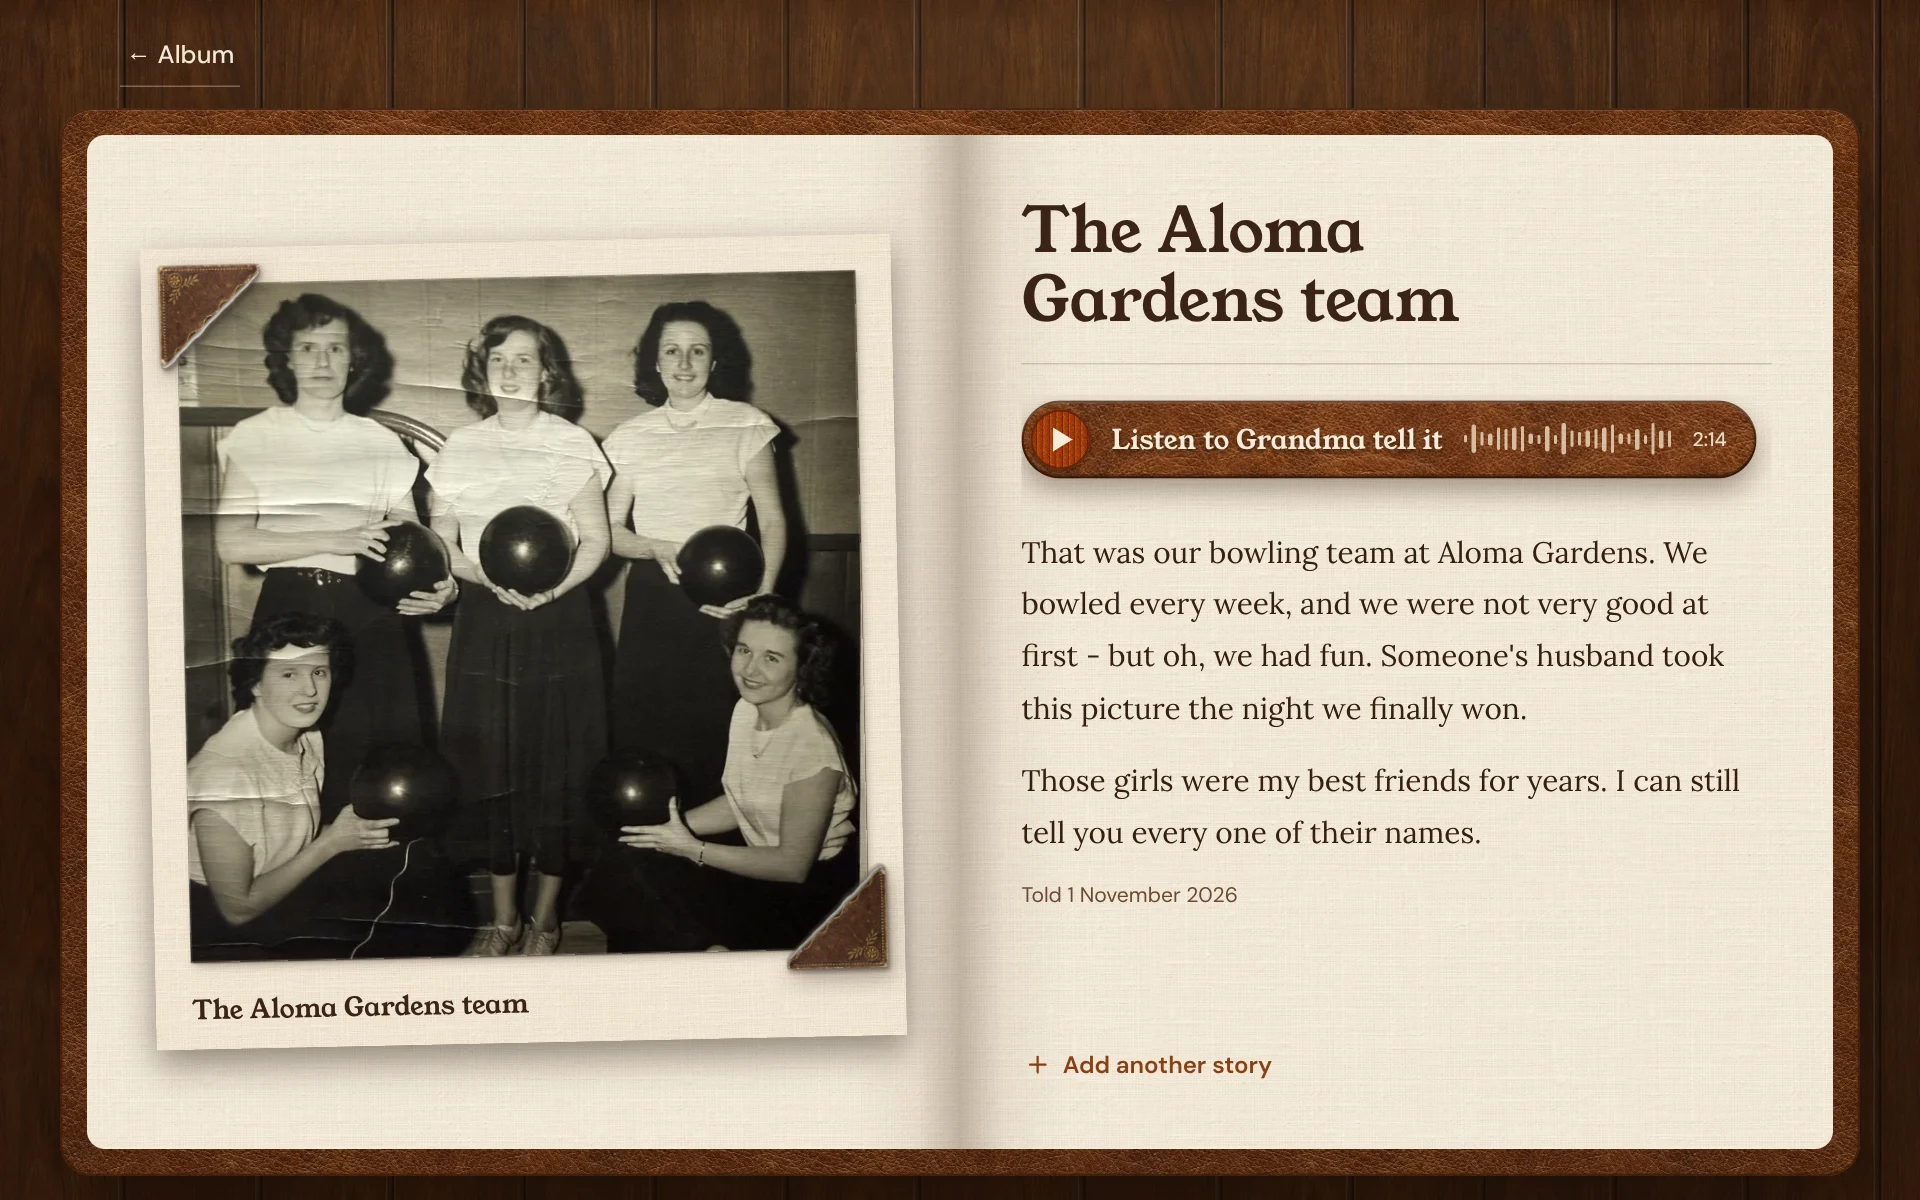 ← Album
The Aloma Gardens team
The Aloma
Gardens team
Listen to Grandma tell it 2:14
That was our bowling team at Aloma Gardens. We
bowled every week, and we were not very good at
first - but oh, we had fun. Someone's husband took
this picture the night we finally won.
Those girls were my best friends for years. I can still
tell you every one of their names.
Told 1 November 2026
+ Add another story